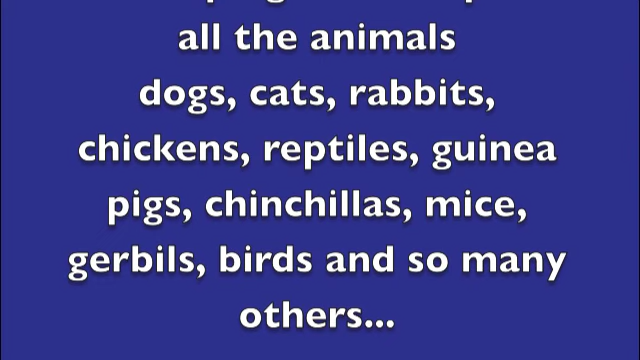 all the animals
dogs, cats, rabbits,
chickens, reptiles, guinea
pigs, chinchillas, mice,
gerbils, birds and so many
others...